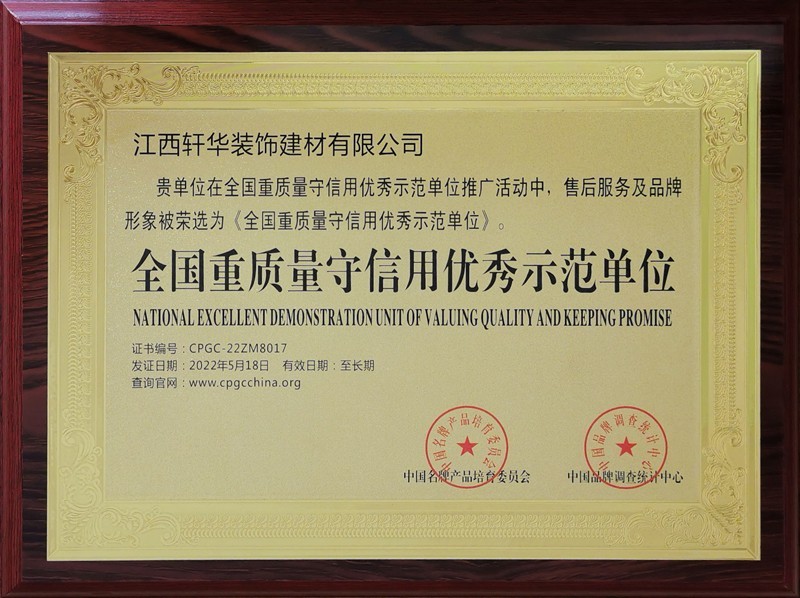 江西轩华装饰建材有限公司
贵单位在全国重质量守信用优秀示范单位推广活动中，售后服务及品牌
形象被荣选为《全国重质量守信用优秀示范单位》。
全国重质量守信用优秀示范单位
NATIONAL EXCELLENT DEMONSTRATION UNIT OF VALUING QUALITY AND KEEPING PROMISE
证书编号：CPGC-22ZM8017
发证日期：2022年5月18日 有效日期：至长期
查询官网：www.cpgcchina.org
中国名牌产品培育委员会
中国品牌调查统计中心
中国名牌产品培育委员会
中国品牌调查统计中心